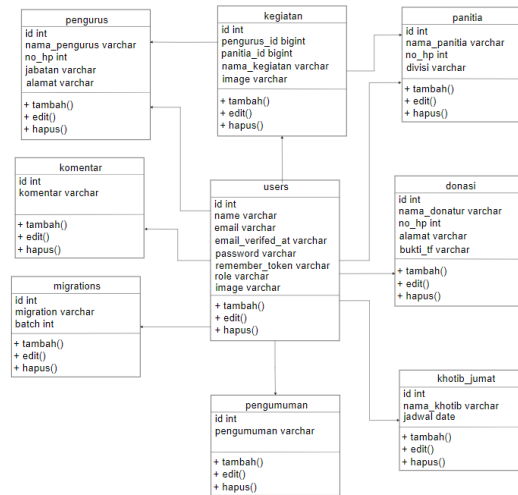 pengurus
id int
nama_pengurus varchar
no_hp int
jabatan varchar
alamat varchar
+ tambah()
+ edit()
+ hapus()
kegiatan
id int
pengurus_id bigint
panitia_id bigint
nama_kegiatan varchar
image varchar
+ tambah()
+ edit()
+ hapus()
panitia
id int
nama_panitia varchar
no_hp int
divisi varchar
+ tambah()
+ edit()
+ hapus()
komentar
id int
komentar varchar
+ tambah()
+ edit()
+ hapus()
users
id int
name varchar
email varchar
email_verifed_at varchar
password varchar
remember_token varchar
role varchar
image varchar
+ tambah()
+ edit()
+ hapus()
donasi
id int
nama_donatur varchar
no_hp int
alamat varchar
bukti_tf varchar
+ tambah()
+ edit()
+ hapus()
migrations
id int
migration varchar
batch int
+ tambah()
+ edit()
+ hapus()
pengumuman
id int
pengumuman varchar
+ tambah()
+ edit()
+ hapus()
khotib_jumat
id int
nama_khotib varchar
jadwal date
+ tambah()
+ edit()
+ hapus()